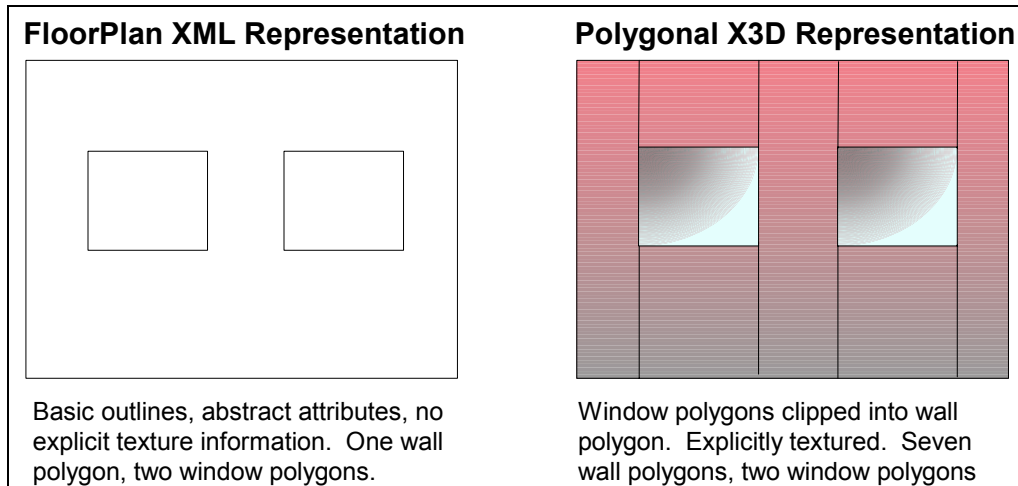 FloorPlan XML Representation
Polygonal X3D Representation
Basic outlines, abstract attributes, no
explicit texture information.  One wall
polygon, two window polygons.
Window polygons clipped into wall
polygon.  Explicitly textured.  Seven
wall polygons, two window polygons